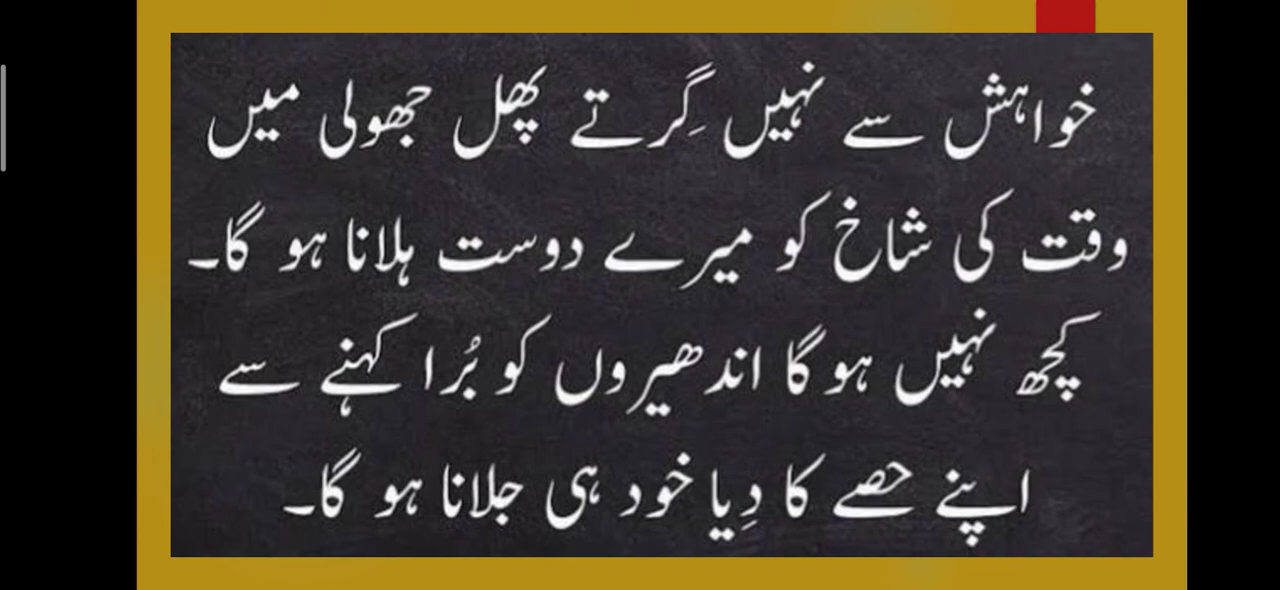 خواہش سے نہیں گِرتے پھل جھولی میں
وقت کی شاخ کو میرے دوست ہلانا ہو گا۔
کچھ نہیں ہو گا اندھیروں کو بُرا کہنے سے
اپنے حصے کا دِیا خود ہی جلانا ہو گا۔